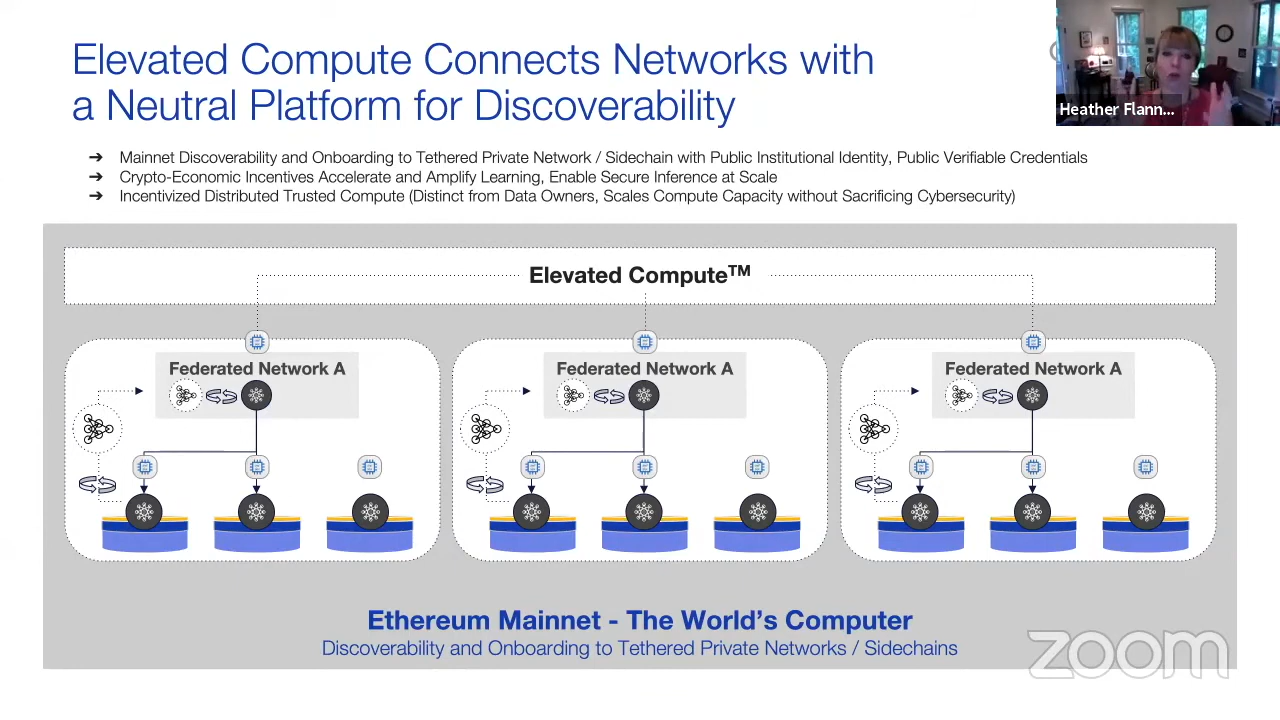 Elevated Compute Connects Networks with
a Neutral Platform for Discoverability
Heather Flann...
➔ Mainnet Discoverability and Onboarding to Tethered Private Network / Sidechain with Public Institutional Identity, Public Verifiable Credentials
➔ Crypto-Economic Incentives Accelerate and Amplify Learning, Enable Secure Inference at Scale
➔ Incentivized Distributed Trusted Compute (Distinct from Data Owners, Scales Compute Capacity without Sacrificing Cybersecurity)
Elevated Compute™
Federated Network A
Federated Network A
Federated Network A
Ethereum Mainnet - The World's Computer
Discoverability and Onboarding to Tethered Private Networks / Sidechains
zoom